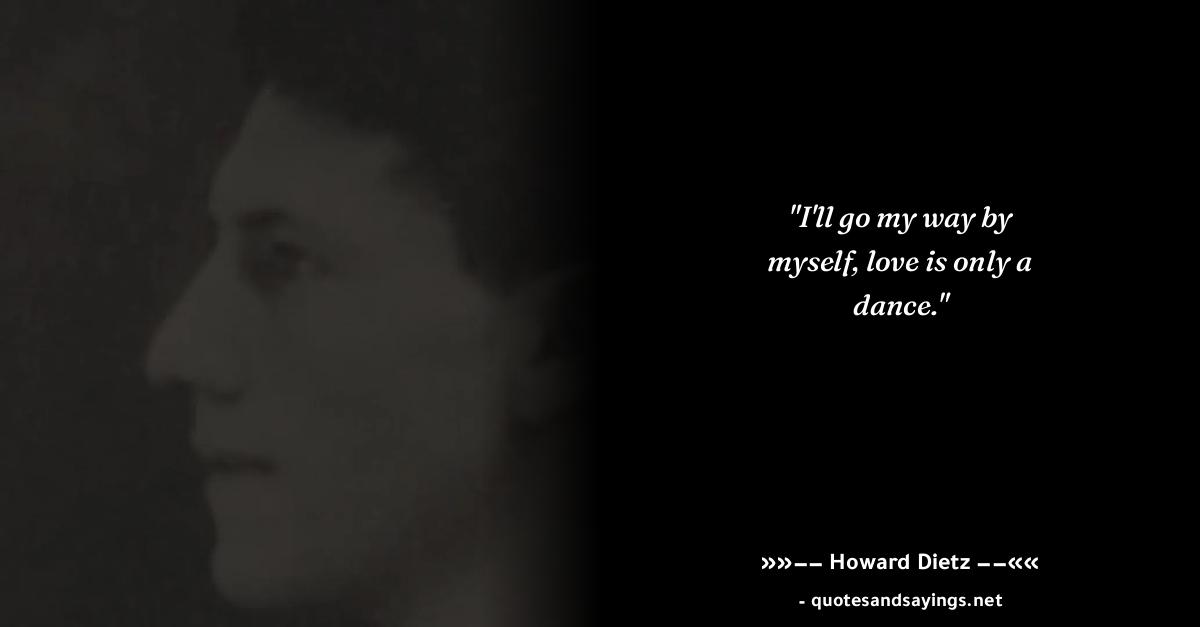 "I'll go my way by
myself, love is only a
dance."
»»–– Howard Dietz ––««
- quotesandsayings.net